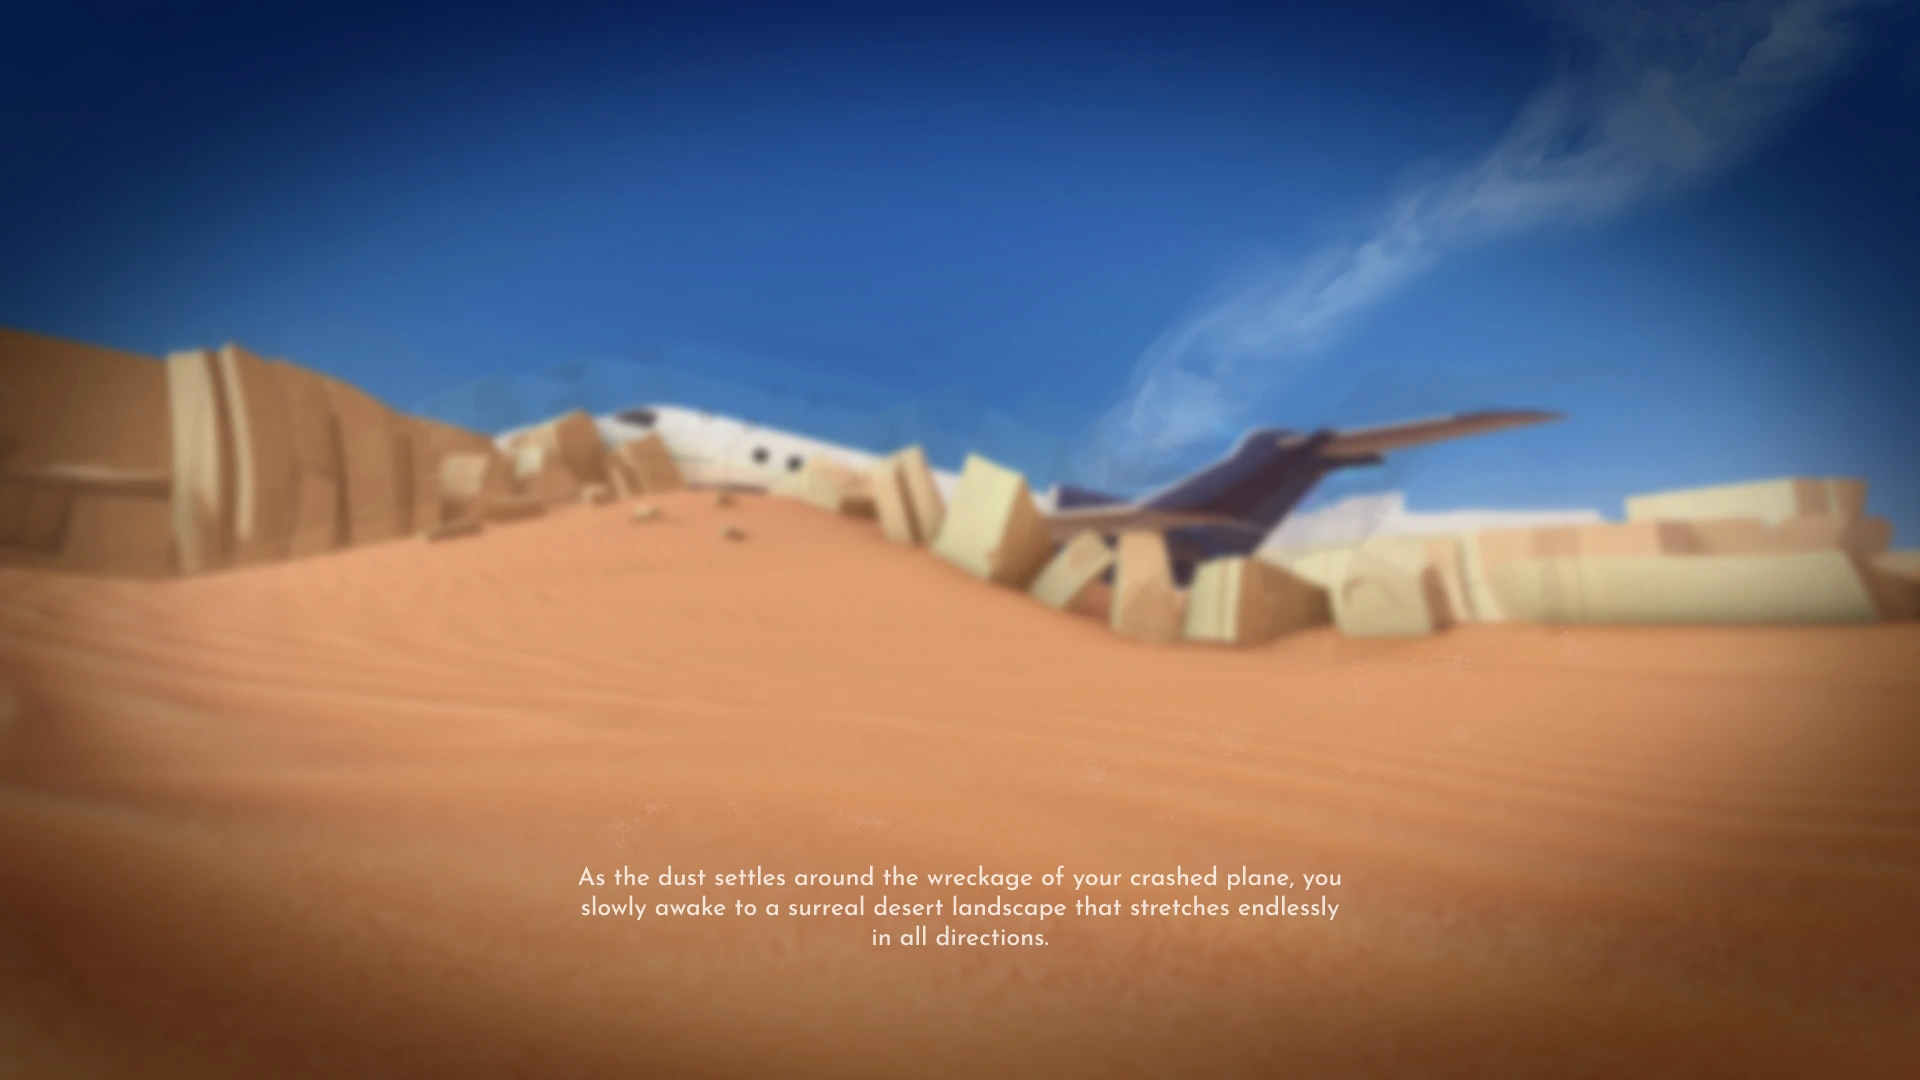 As the dust settles around the wreckage of your crashed plane, you
slowly awake to a surreal desert landscape that stretches endlessly
in all directions.